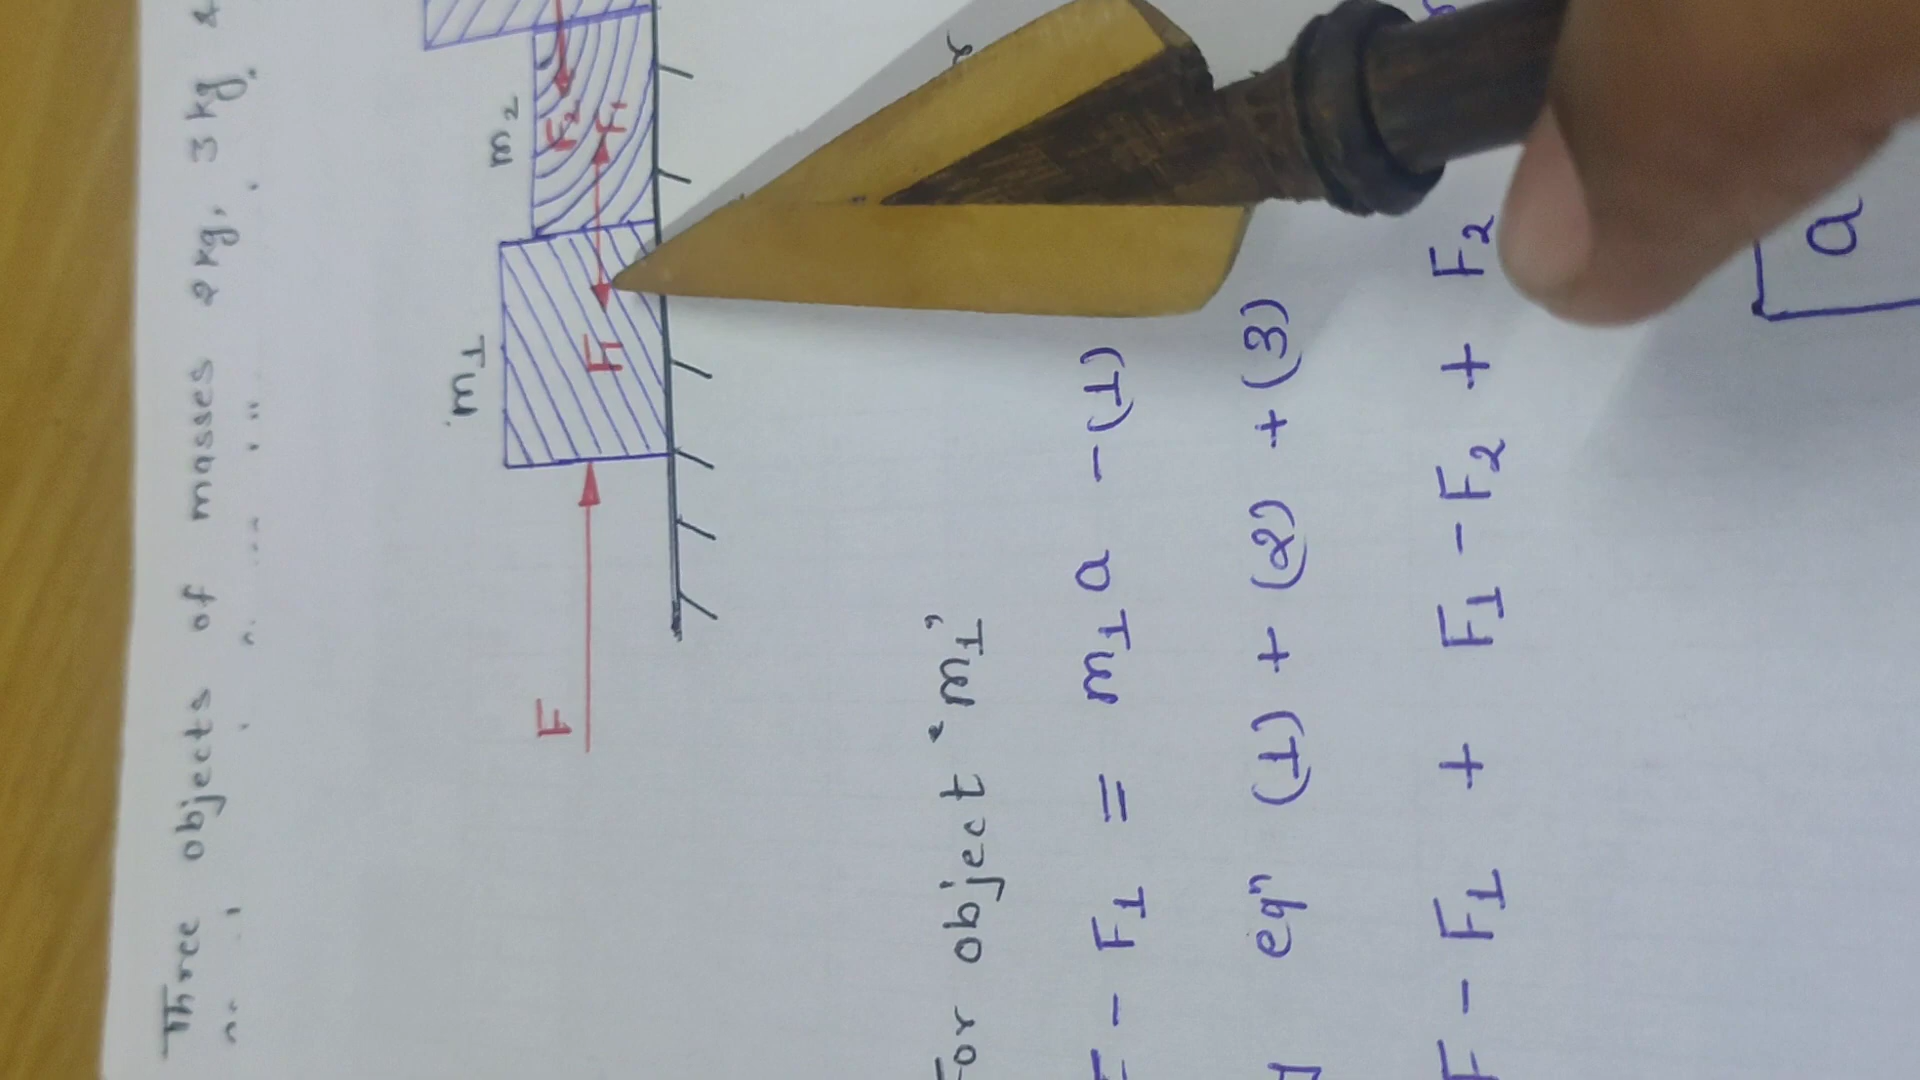 Three objects of masses 2kg, 3kg &
m1
m2
F
F1
F1
F2
For object "m1"
F - F1 = m1 a - (1)
eqⁿ (1) + (2) + (3)
F - F1 + F1 - F2 + F2
a